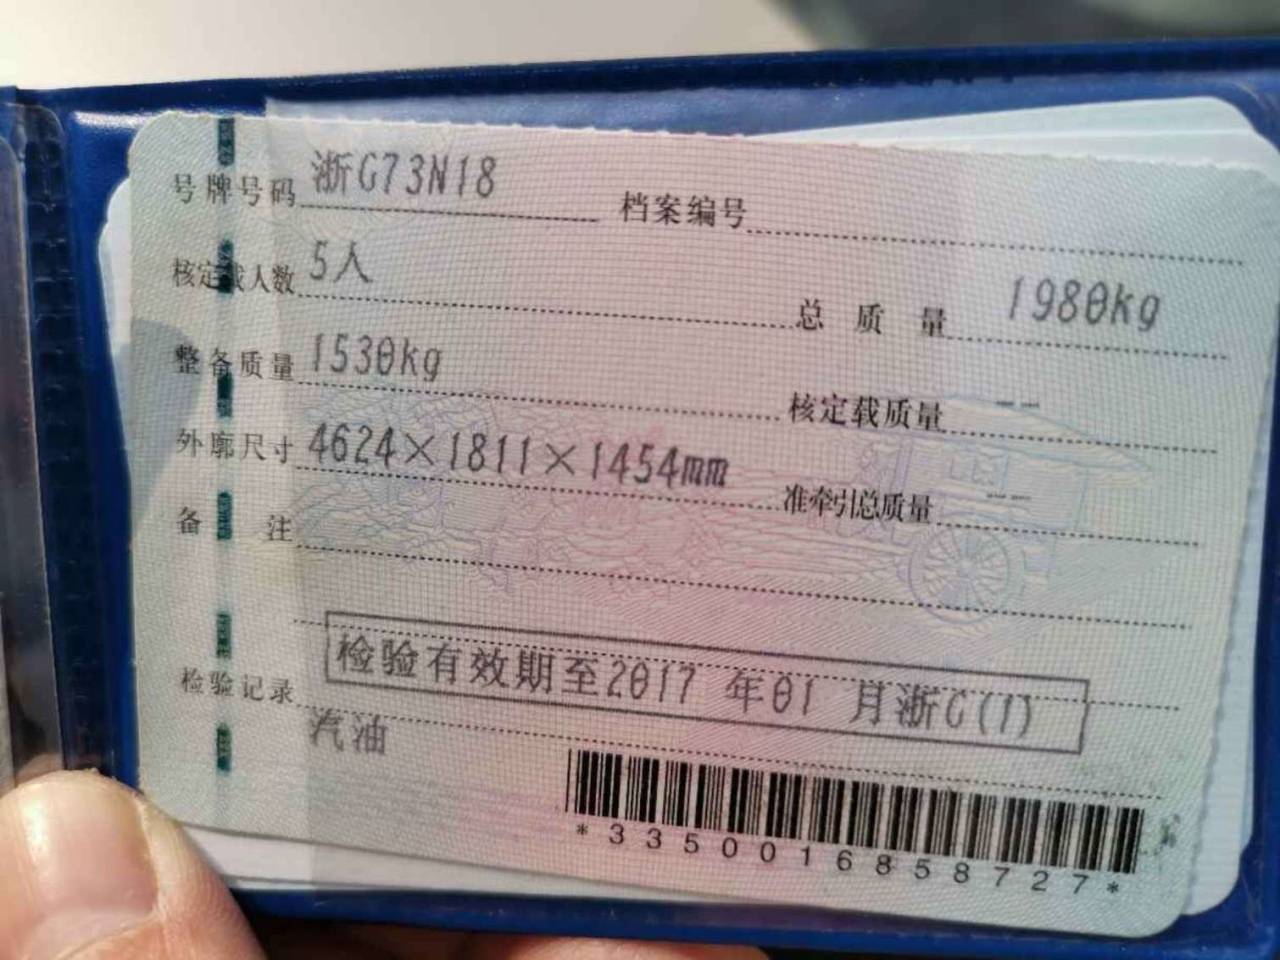 号牌号码 浙G73N18 档案编号
核定载人数 5人 总质量 1980kg
整备质量 1530kg 核定载质量 --
外廓尺寸 4624×1811×1454mm 准牵引总质量 --
备注
检验记录 检验有效期至2017年01月浙G(1)
汽油
*3350016858727*